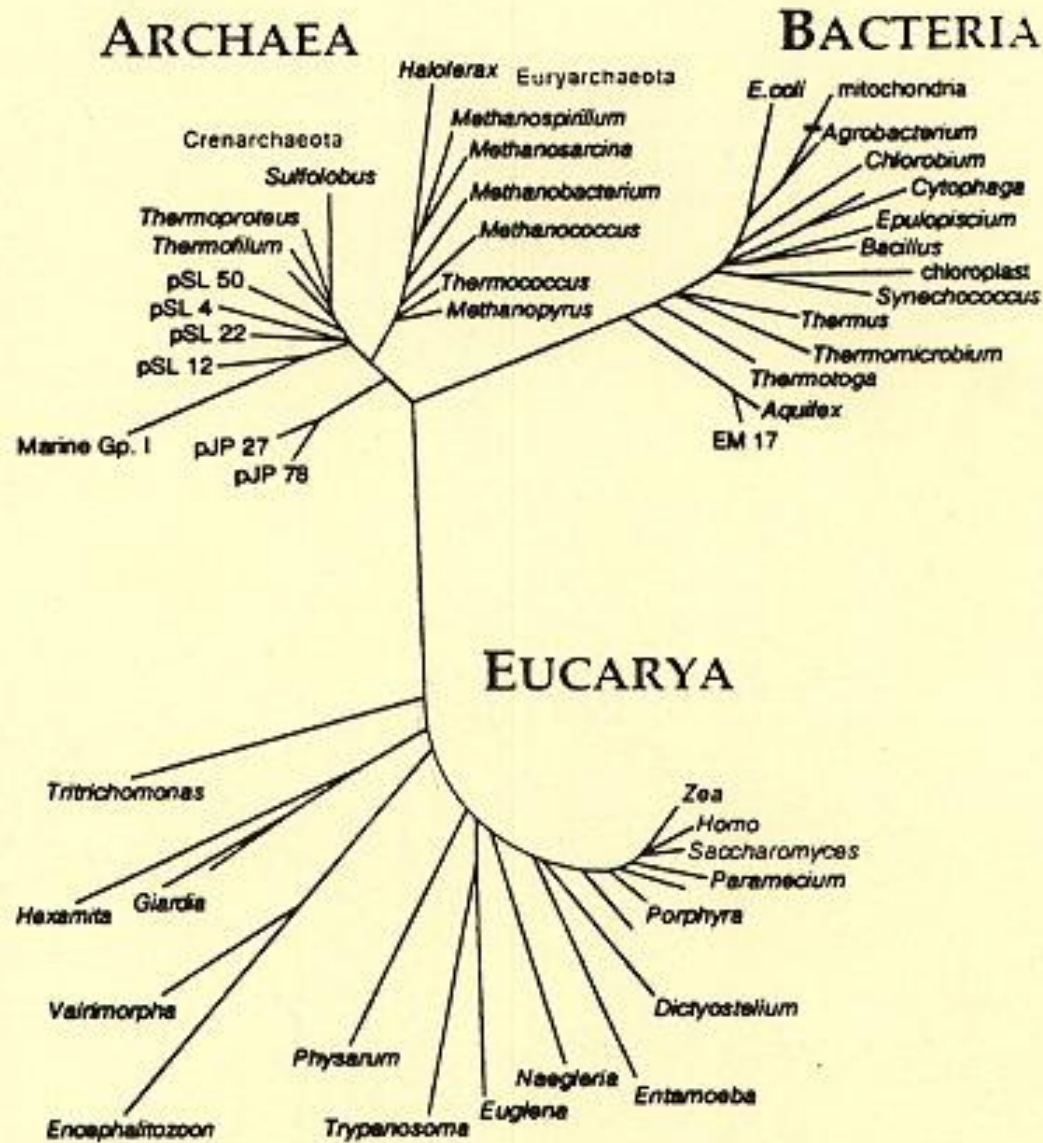 ARCHAEA
BACTERIA
Haloferax
Euryarchaeota
E.coli
mitochondria
Methanospirillum
Agrobacterium
Crenarchaeota
Methanosarcina
Chlorobium
Sulfolobus
Methanobacterium
Cytophaga
Thermoproteus
Methanococcus
Epulopiscium
Thermofilum
Bacillus
pSL 50
Thermococcus
chloroplast
pSL 4
Methanopyrus
Synechococcus
pSL 22
Thermus
pSL 12
Thermomicrobium
Thermotoga
Aquifex
Marine Gp. I
pJP 27
EM 17
pJP 78
EUCARYA
Tritrichomonas
Zea
Homo
Saccharomyces
Paramecium
Hexamita
Giardia
Porphyra
Vairimorpha
Dictyostelium
Physarum
Naegleria
Entamoeba
Encephalitozoon
Trypanosoma
Euglena